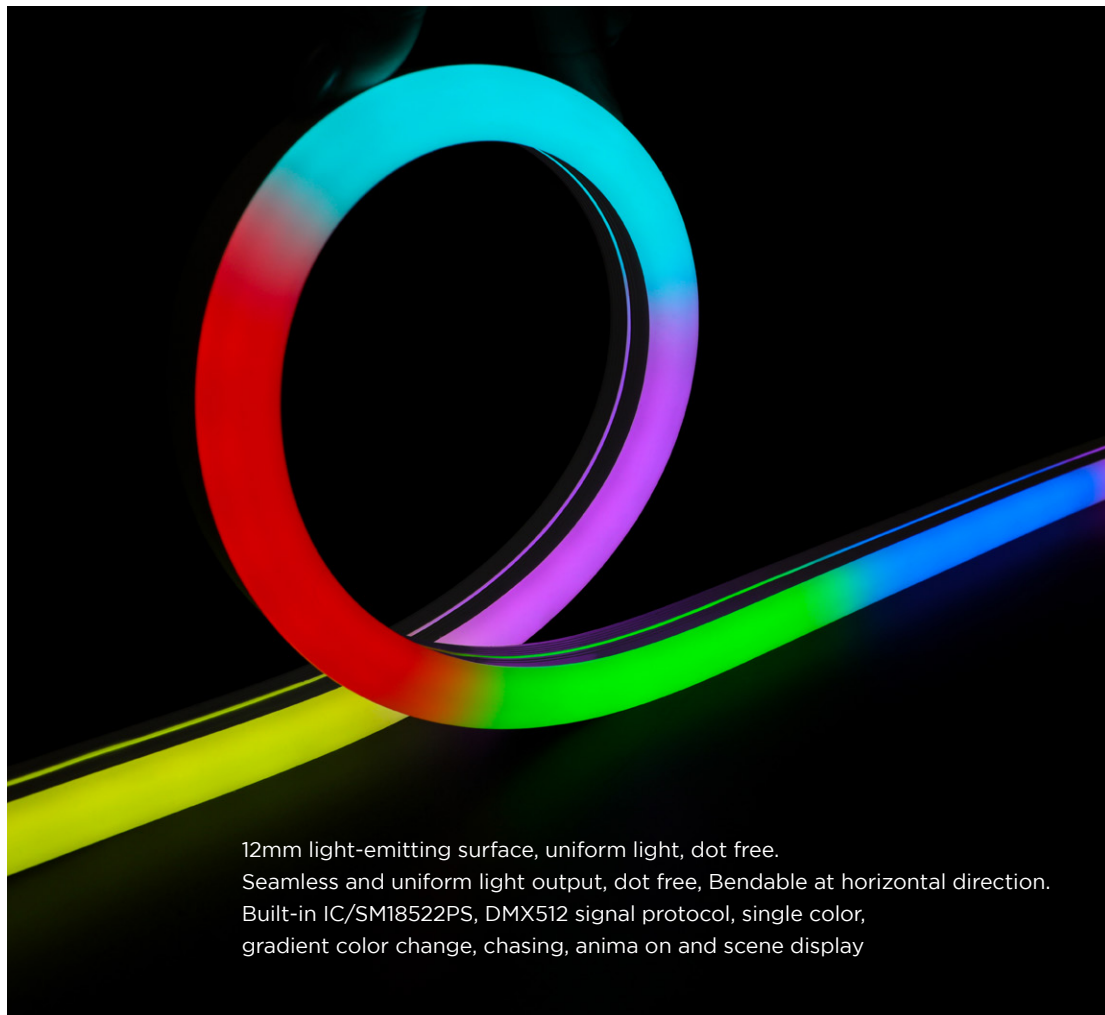 12mm light-emitting surface, uniform light, dot free.
Seamless and uniform light output, dot free, Bendable at horizontal direction.
Built-in IC/SM18522PS, DMX512 signal protocol, single color,
gradient color change, chasing, anima on and scene display